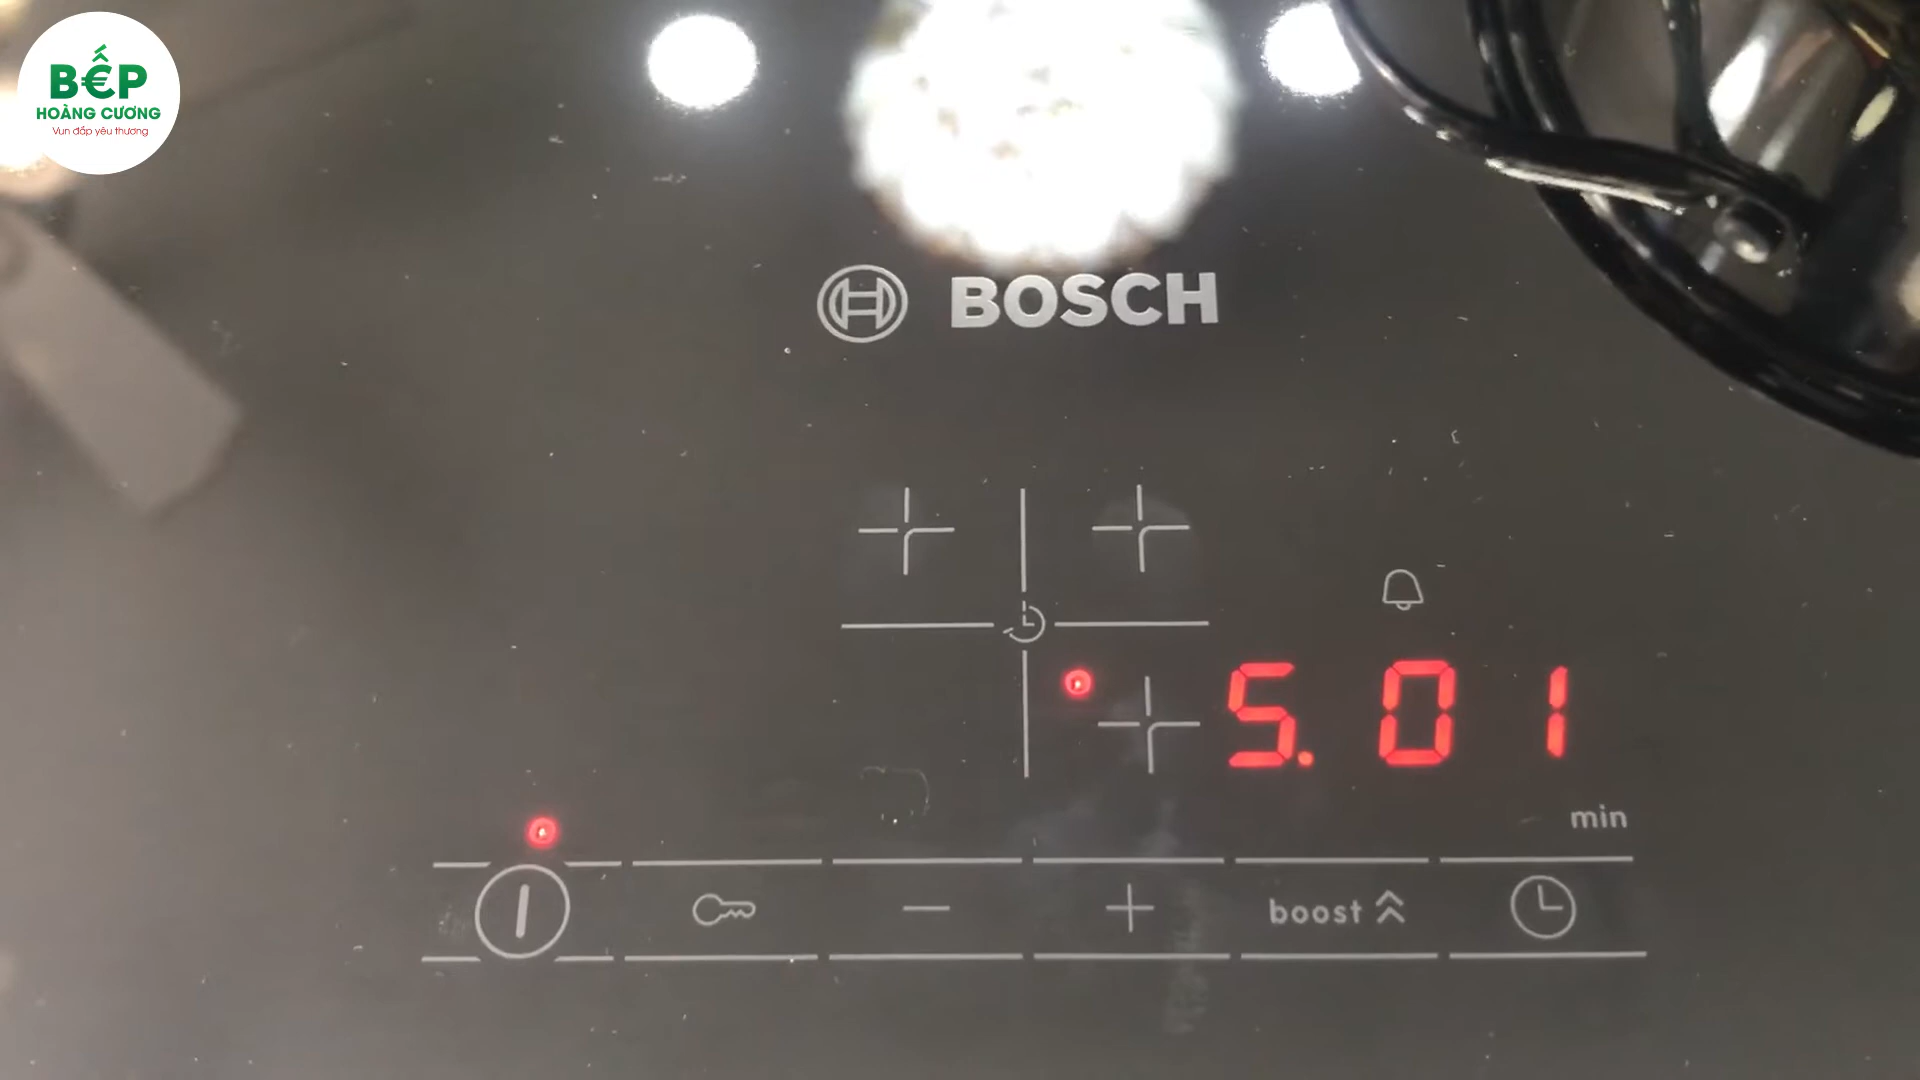 BẾP
HOÀNG CƯƠNG
Vun đắp yêu thương
BOSCH
5.01
min
boost